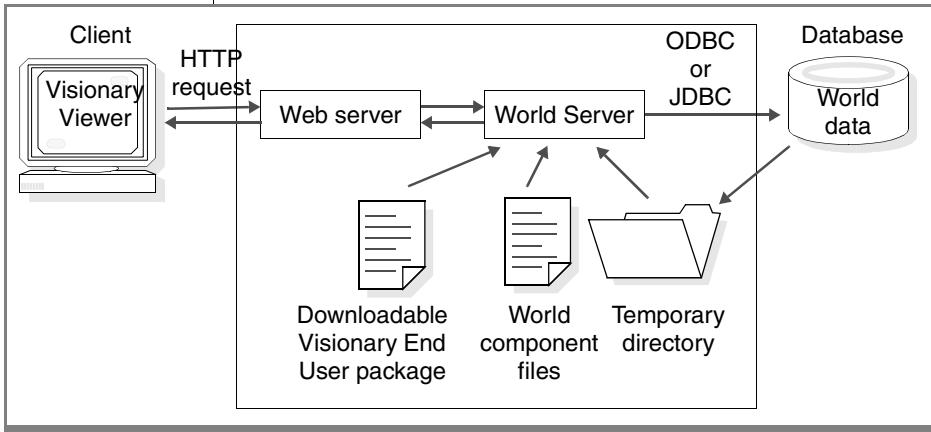 Client
Visionary
Viewer
HTTP
request
Web server
World Server
ODBC
or
JDBC
Database
World
data
Downloadable
Visionary End
User package
World
component
files
Temporary
directory